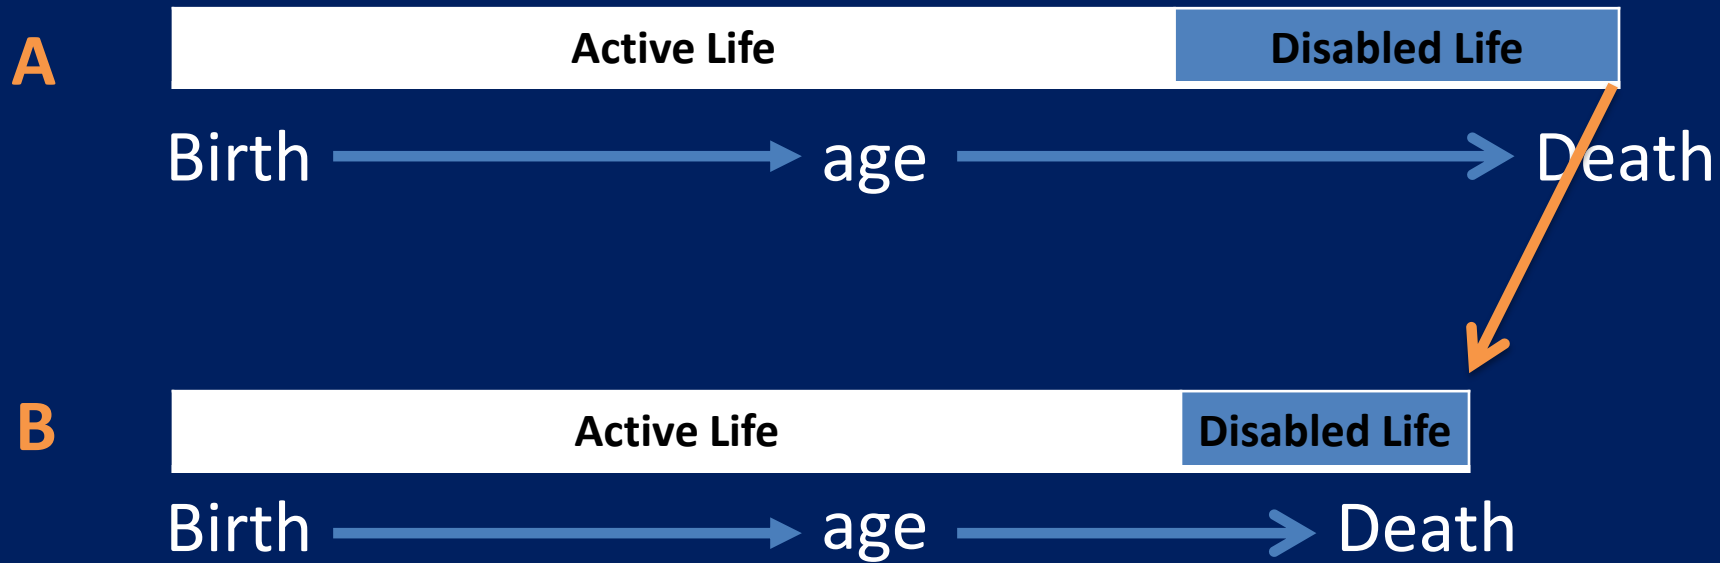 A Active Life Disabled Life
Birth age Death
B Active Life Disabled Life
Birth age Death